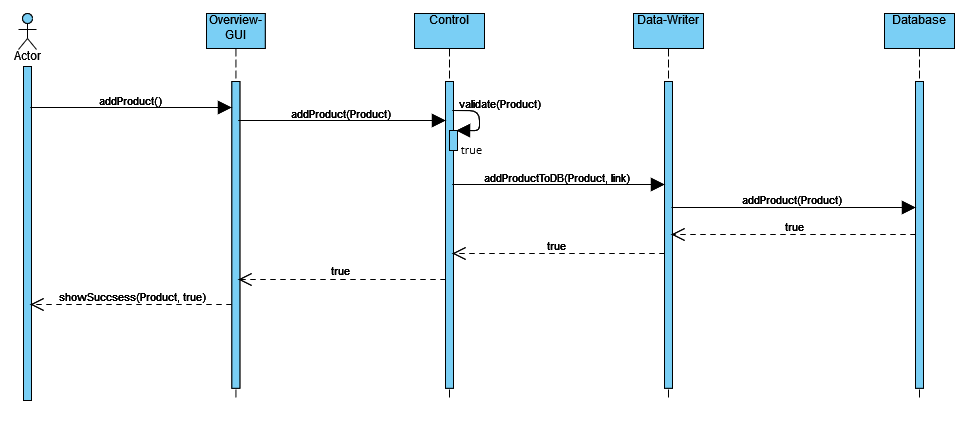 Overview-
GUI
Control
Data-Writer
Database
Actor
addProduct()
validate(Product)
addProduct(Product)
true
addProductToDB(Product, link)
addProduct(Product)
true
true
true
showSuccsess(Product, true)